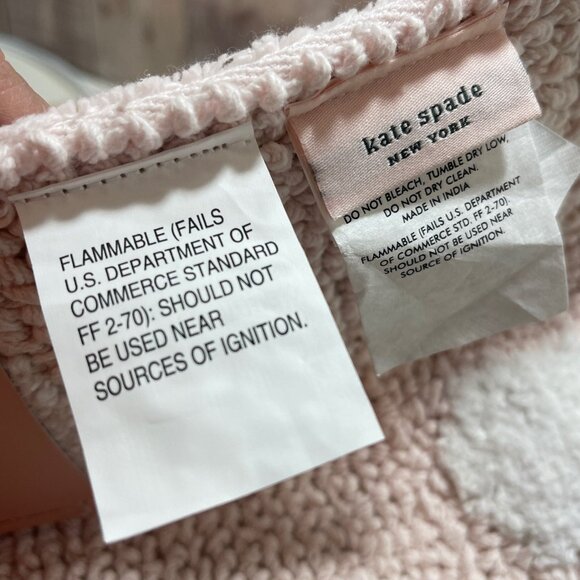 FLAMMABLE (FAILS
U.S. DEPARTMENT OF
COMMERCE STANDARD
FF 2-70): SHOULD NOT
BE USED NEAR
SOURCES OF IGNITION.
kate spade
NEW YORK
DO NOT BLEACH, TUMBLE DRY LOW,
DO NOT DRY CLEAN.
MADE IN INDIA
FLAMMABLE (FAILS U.S. DEPARTMENT
OF COMMERCE STD. FF 2-70).
SHOULD NOT BE USED NEAR
SOURCE OF IGNITION.